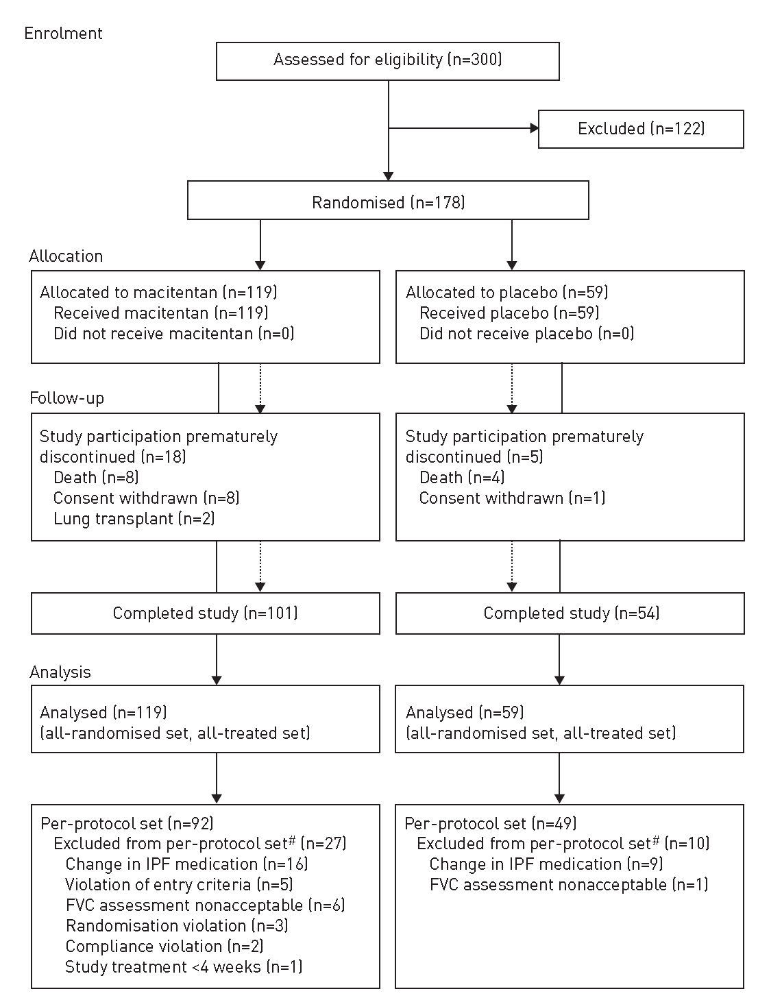 Enrolment
Assessed for eligibility (n=300)
Excluded (n=122)
Randomised (n=178)
Allocation
Allocated to macitentan (n=119)
Received macitentan (n=119)
Did not receive macitentan (n=0)
Allocated to placebo (n=59)
Received placebo (n=59)
Did not receive placebo (n=0)
Follow-up
Study participation prematurely
discontinued (n=18)
Death (n=8)
Consent withdrawn (n=8)
Lung transplant (n=2)
Study participation prematurely
discontinued (n=5)
Death (n=4)
Consent withdrawn (n=1)
Completed study (n=101)
Completed study (n=54)
Analysis
Analysed (n=119)
(all-randomised set, all-treated set)
Analysed (n=59)
(all-randomised set, all-treated set)
Per-protocol set (n=92)
Excluded from per-protocol set# (n=27)
Change in IPF medication (n=16)
Violation of entry criteria (n=5)
FVC assessment nonacceptable (n=6)
Randomisation violation (n=3)
Compliance violation (n=2)
Study treatment <4 weeks (n=1)
Per-protocol set (n=49)
Excluded from per-protocol set# (n=10)
Change in IPF medication (n=9)
FVC assessment nonacceptable (n=1)